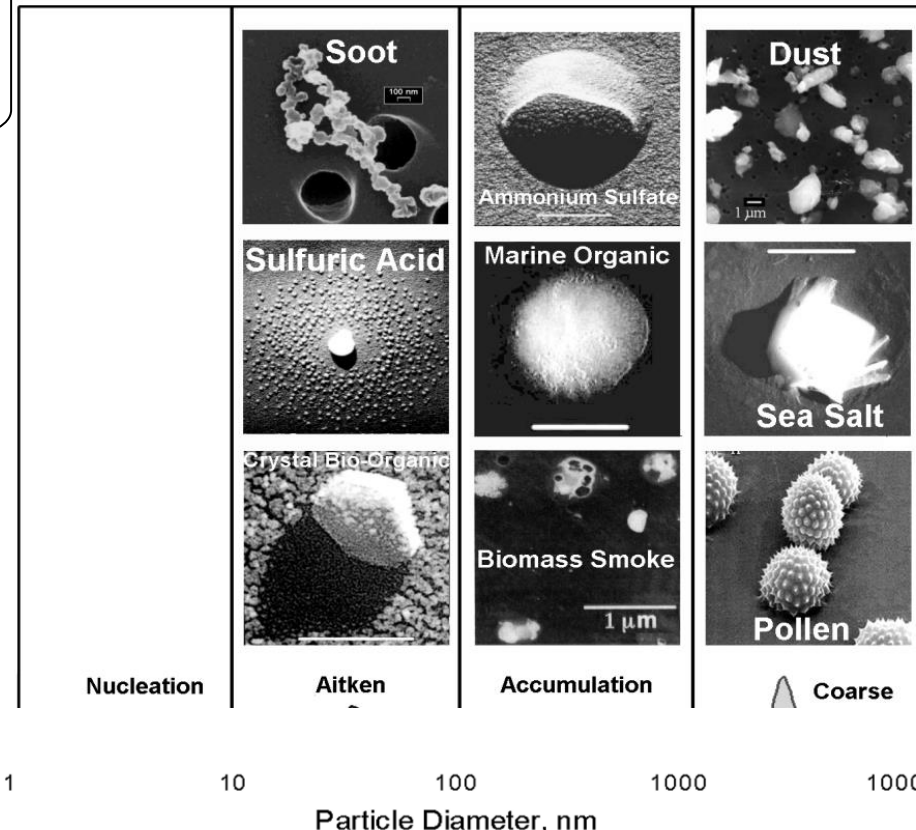 Soot
100 nm
Dust
Ammonium Sulfate
1 μm
Sulfuric Acid
Marine Organic
Sea Salt
Crystal Bio-Organic
Biomass Smoke
1 μm
Pollen
Nucleation
Aitken
Accumulation
Coarse
1 10 100 1000 1000
Particle Diameter, nm